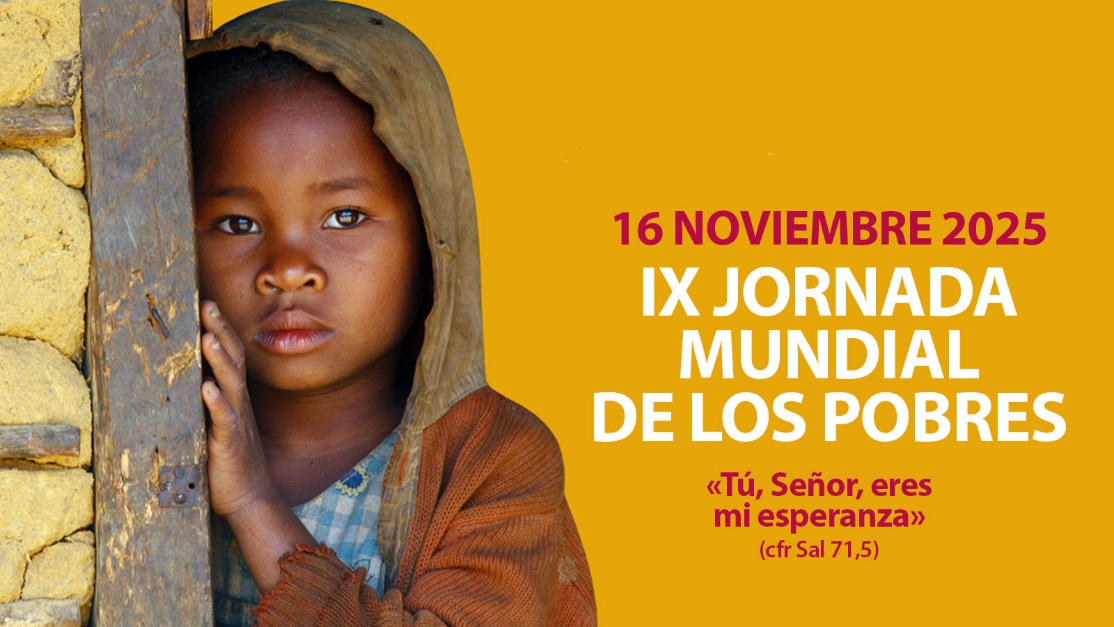 16 NOVIEMBRE 2025
IX JORNADA
MUNDIAL
DE LOS POBRES
«Tú, Señor, eres
mi esperanza»
(cfr Sal 71,5)